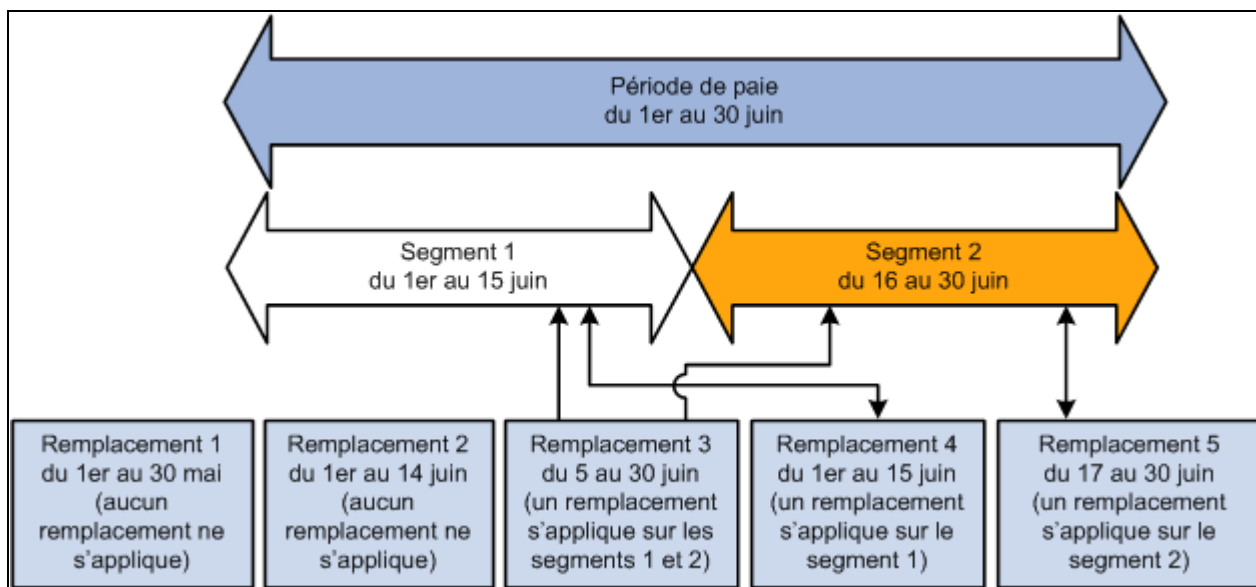 Période de paie
du 1er au 30 juin
Segment 1
du 1er au 15 juin
Segment 2
du 16 au 30 juin
Remplacement 1
du 1er au 30 mai
(aucun
remplacement ne
s’applique)
Remplacement 2
du 1er au 14 juin
(aucun
remplacement ne
s’applique)
Remplacement 3
du 5 au 30 juin
(un remplacement
s’applique sur les
segments 1 et 2)
Remplacement 4
du 1er au 15 juin
(un remplacement
s’applique sur le
segment 1)
Remplacement 5
du 17 au 30 juin
(un remplacement
s’applique sur le
segment 2)